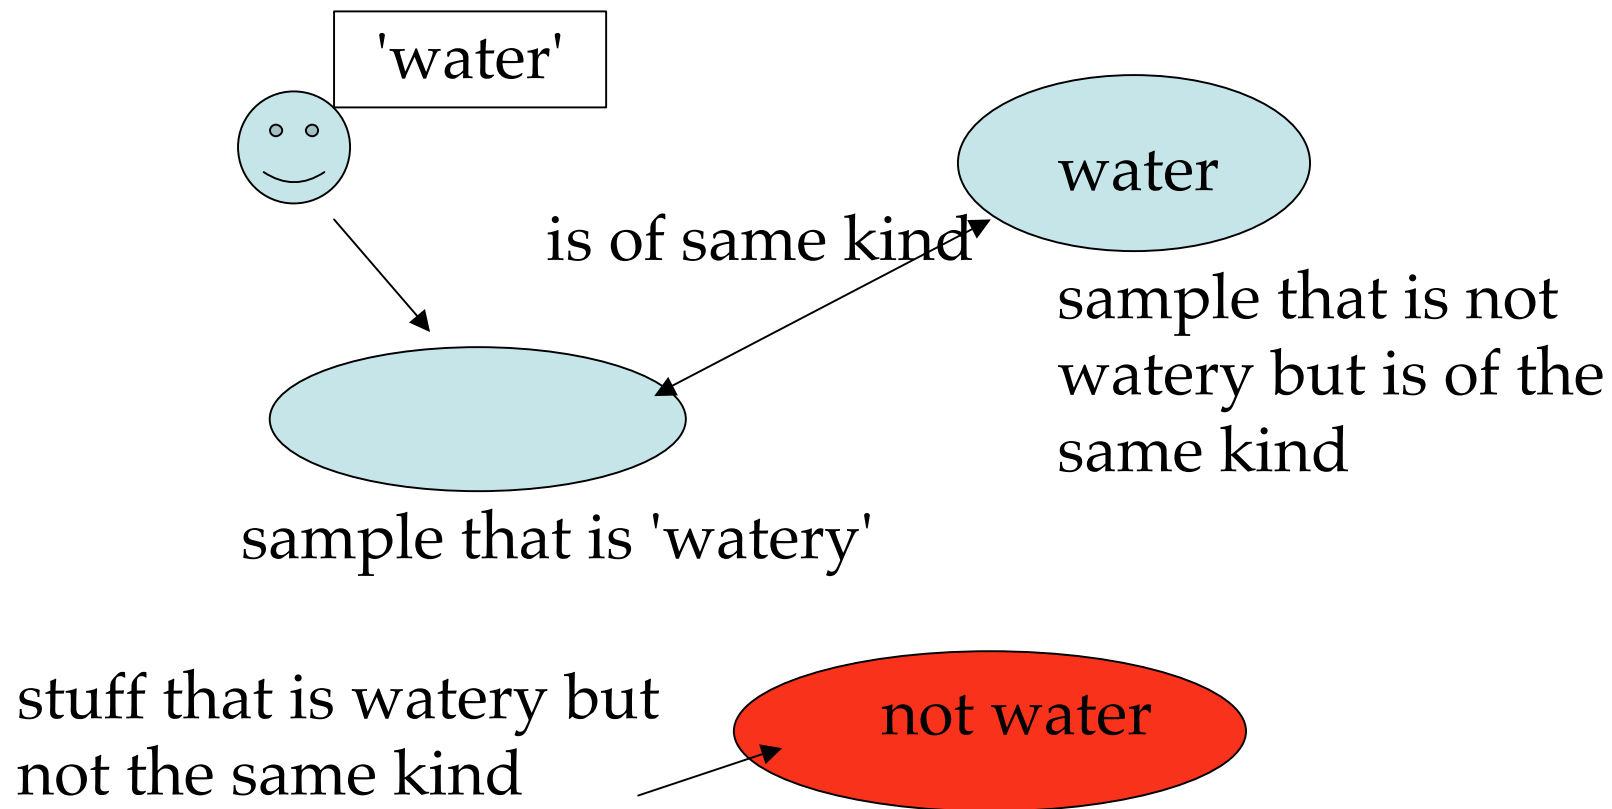 'water'
water
is of same kind
sample that is not
watery but is of the
same kind
sample that is 'watery'
stuff that is watery but
not the same kind
not water